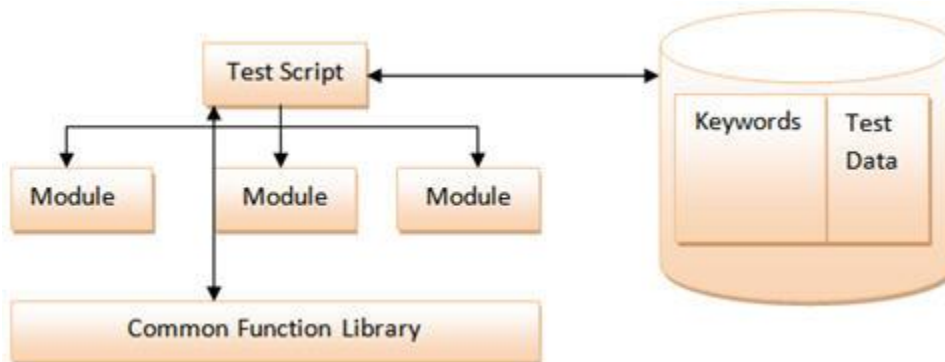 Test Script
Keywords
Test
Data
Module
Module
Module
Common Function Library